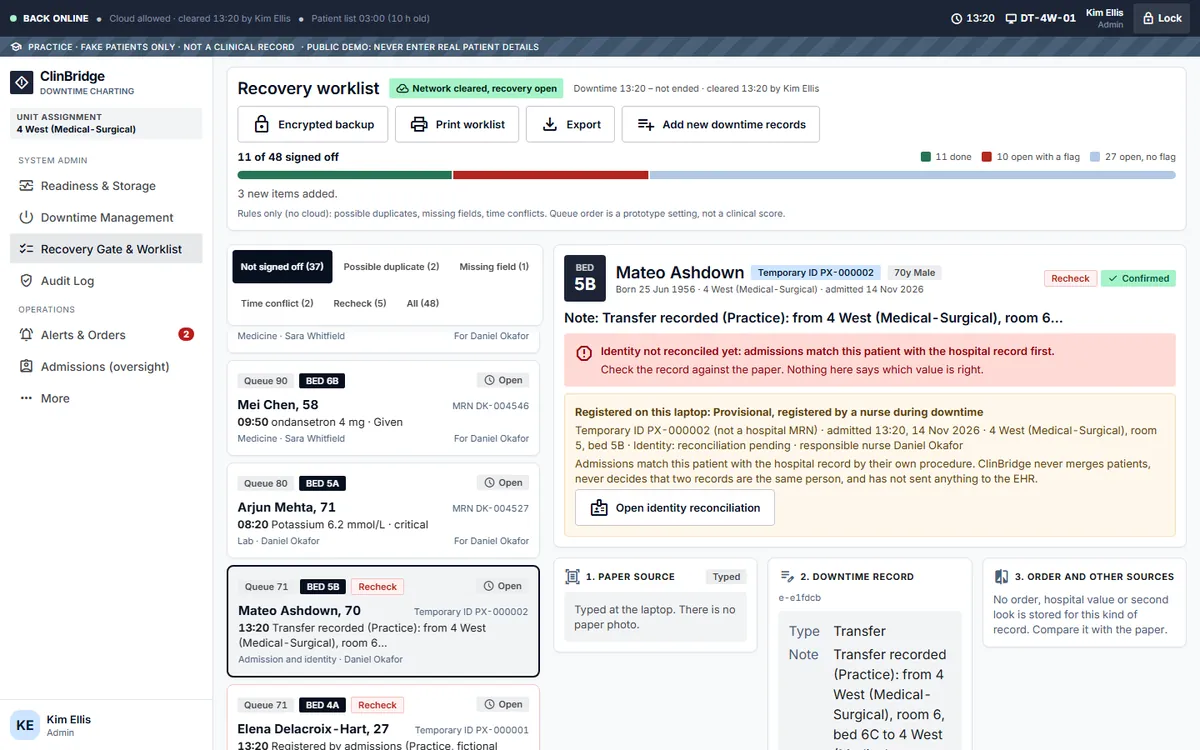 BACK ONLINE • Cloud allowed · cleared 13:20 by Kim Ellis • Patient list 03:00 (10 h old)
13:20 DT-4W-01 Kim Ellis Admin Lock
PRACTICE · FAKE PATIENTS ONLY · NOT A CLINICAL RECORD · PUBLIC DEMO: NEVER ENTER REAL PATIENT DETAILS
ClinBridge
DOWNTIME CHARTING
UNIT ASSIGNMENT
4 West (Medical-Surgical)
SYSTEM ADMIN
Readiness & Storage
Downtime Management
Recovery Gate & Worklist
Audit Log
OPERATIONS
Alerts & Orders 2
Admissions (oversight)
More
KE Kim Ellis
Admin
Recovery worklist Network cleared, recovery open Downtime 13:20 – not ended · cleared 13:20 by Kim Ellis
Encrypted backup Print worklist Export Add new downtime records
11 of 48 signed off 11 done 10 open with a flag 27 open, no flag
3 new items added.
Rules only (no cloud): possible duplicates, missing fields, time conflicts. Queue order is a prototype setting, not a clinical score.
Not signed off (37) Possible duplicate (2) Missing field (1)
Time conflict (2) Recheck (5) All (48)
Medicine · Sara Whitfield For Daniel Okafor
Queue 90 BED 6B Open
Mei Chen, 58 MRN DK-004546
09:50 ondansetron 4 mg · Given
Medicine · Sara Whitfield For Daniel Okafor
Queue 80 BED 5A Open
Arjun Mehta, 71 MRN DK-004527
08:20 Potassium 6.2 mmol/L · critical
Lab · Daniel Okafor For Daniel Okafor
Queue 71 BED 5B Recheck Open
Mateo Ashdown, 70 Temporary ID PX-000002
13:20 Transfer recorded (Practice): from 4 West
(Medical-Surgical), room 6…
Admission and identity · Daniel Okafor
Queue 71 BED 4A Recheck Open
Elena Delacroix-Hart, 27 Temporary ID PX-000001
13:20 Registered by admissions (Practice, fictional
BED 5B Mateo Ashdown Temporary ID PX-000002 70y Male
Born 25 Jun 1956 · 4 West (Medical-Surgical) · admitted 14 Nov 2026
Recheck Confirmed
Note: Transfer recorded (Practice): from 4 West (Medical-Surgical), room 6…
Identity not reconciled yet: admissions match this patient with the hospital record first.
Check the record against the paper. Nothing here says which value is right.
Registered on this laptop: Provisional, registered by a nurse during downtime
Temporary ID PX-000002 (not a hospital MRN) · admitted 13:20, 14 Nov 2026 · 4 West (Medical-Surgical), room
5, bed 5B · Identity: reconciliation pending · responsible nurse Daniel Okafor
Admissions match this patient with the hospital record by their own procedure. ClinBridge never merges patients,
never decides that two records are the same person, and has not sent anything to the EHR.
Open identity reconciliation
1. PAPER SOURCE Typed
Typed at the laptop. There is no
paper photo.
2. DOWNTIME RECORD
e-e1fdcb
Type Transfer
Note Transfer recorded
(Practice): from 4
West (Medical-
Surgical), room 6,
bed 6C to 4 West
3. ORDER AND OTHER SOURCES
No order, hospital value or second
look is stored for this kind of
record. Compare it with the paper.